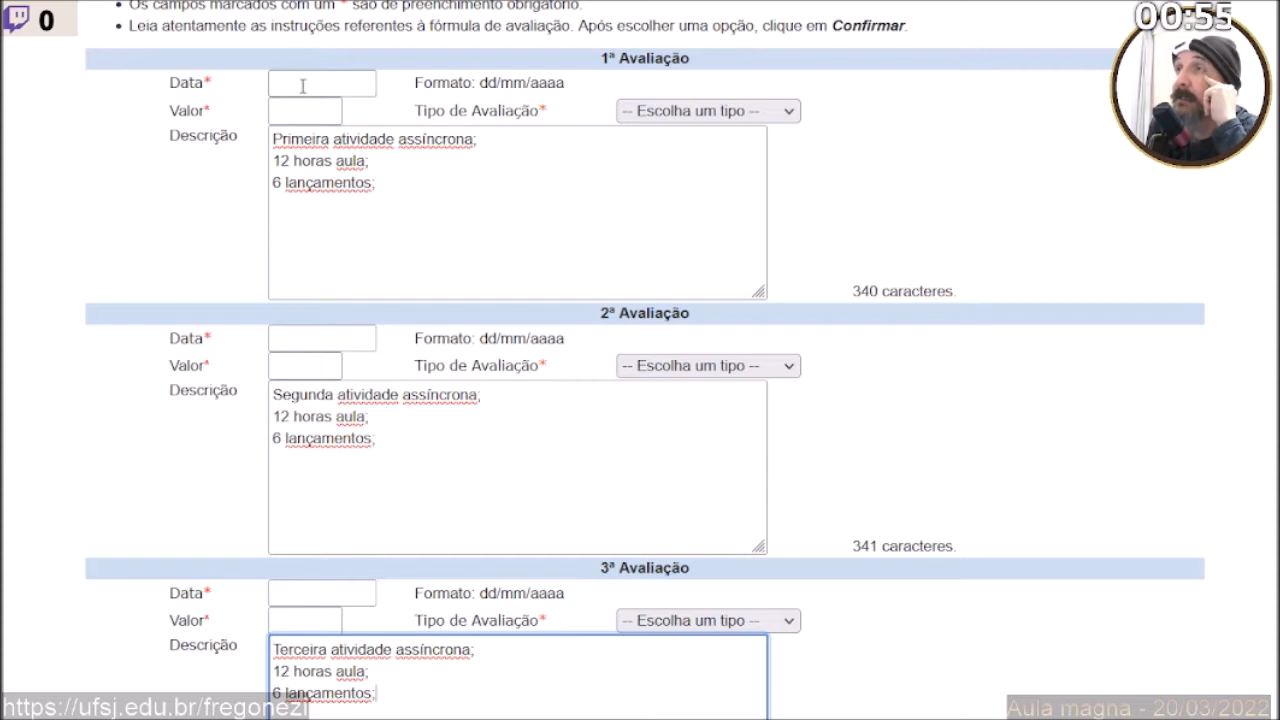 0
00:55
Os campos marcados com um * são de preenchimento obrigatório.
Leia atentamente as instruções referentes à fórmula de avaliação. Após escolher uma opção, clique em Confirmar.
1ª Avaliação
Data* Formato: dd/mm/aaaa
Valor* Tipo de Avaliação* -- Escolha um tipo --
Descrição
Primeira atividade assíncrona;
12 horas aula;
6 lançamentos;
340 caracteres.
2ª Avaliação
Data* Formato: dd/mm/aaaa
Valor* Tipo de Avaliação* -- Escolha um tipo --
Descrição
Segunda atividade assíncrona;
12 horas aula;
6 lançamentos;
341 caracteres.
3ª Avaliação
Data* Formato: dd/mm/aaaa
Valor* Tipo de Avaliação* -- Escolha um tipo --
Descrição
Terceira atividade assíncrona;
12 horas aula;
6 lançamentos;
https://ufsj.edu.br/fregonezi
Aula magna - 20/03/2022